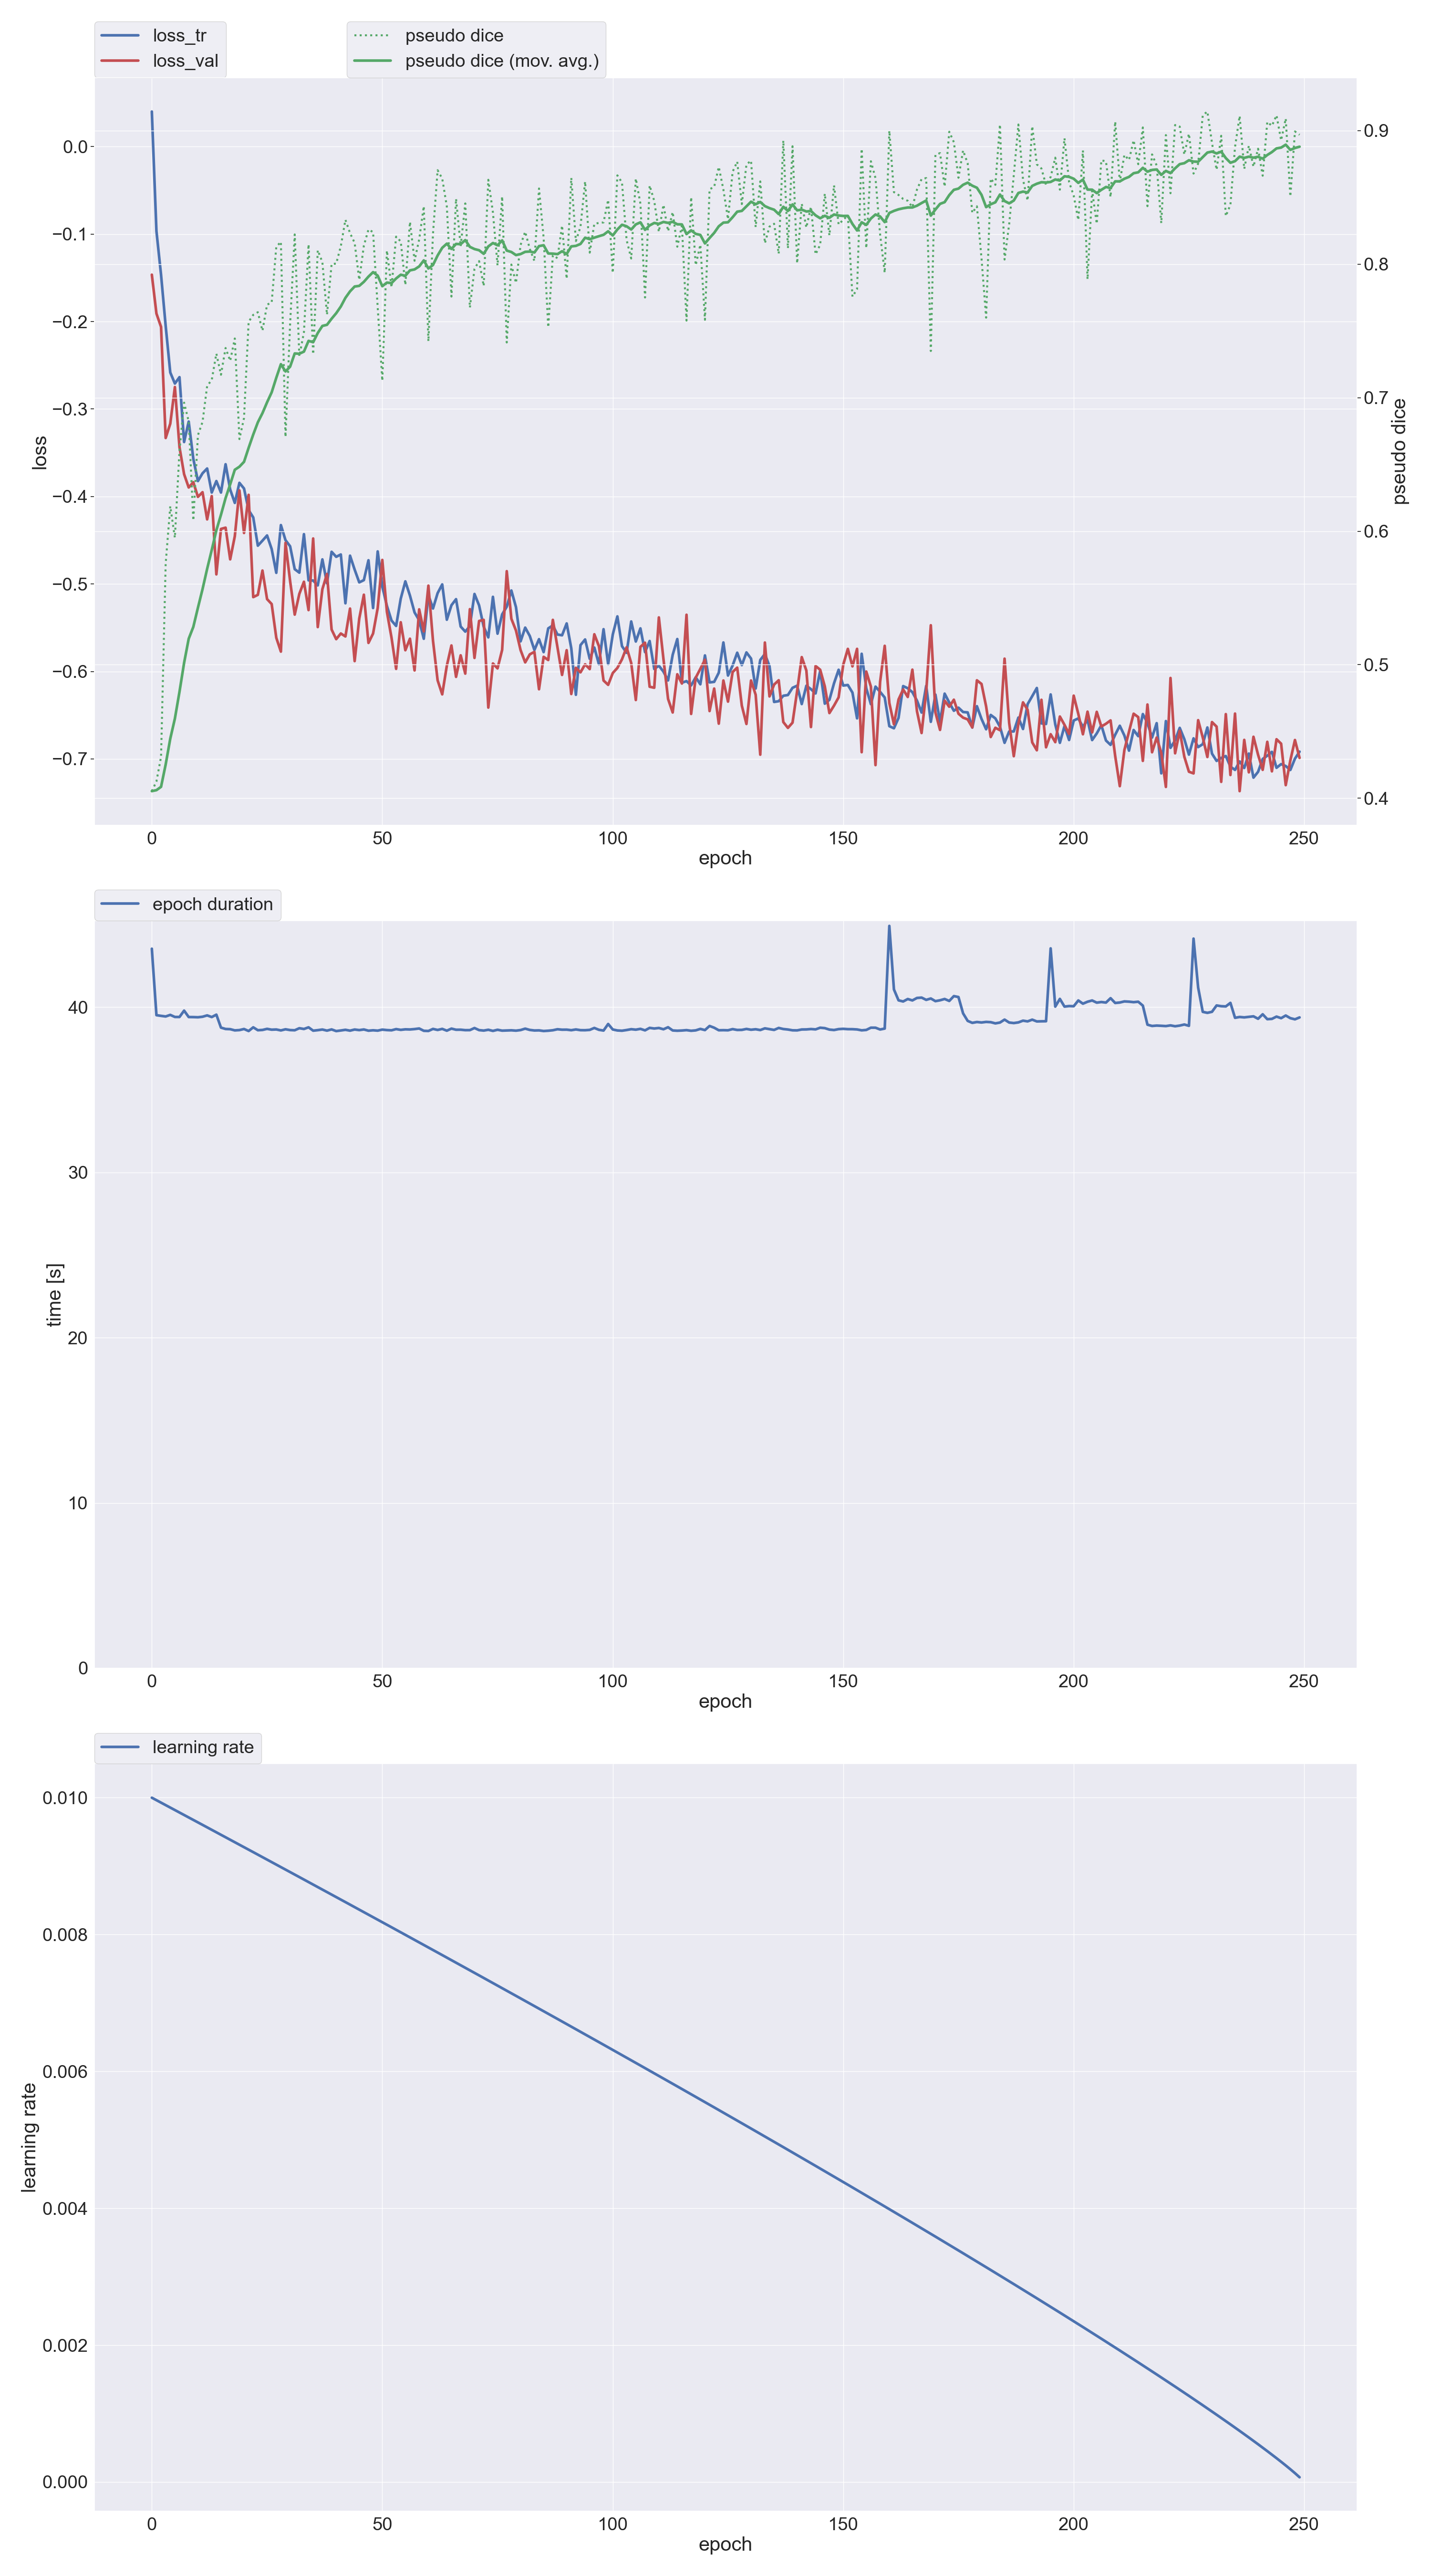 loss_tr
loss_val
pseudo dice
pseudo dice (mov. avg.)
0.0
−0.1
−0.2
−0.3
−0.4
−0.5
−0.6
−0.7
loss
0.9
0.8
0.7
0.6
0.5
0.4
pseudo dice
0 50 100 150 200 250
epoch
epoch duration
40
30
20
10
0
time [s]
0 50 100 150 200 250
epoch
learning rate
0.010
0.008
0.006
0.004
0.002
0.000
learning rate
0 50 100 150 200 250
epoch